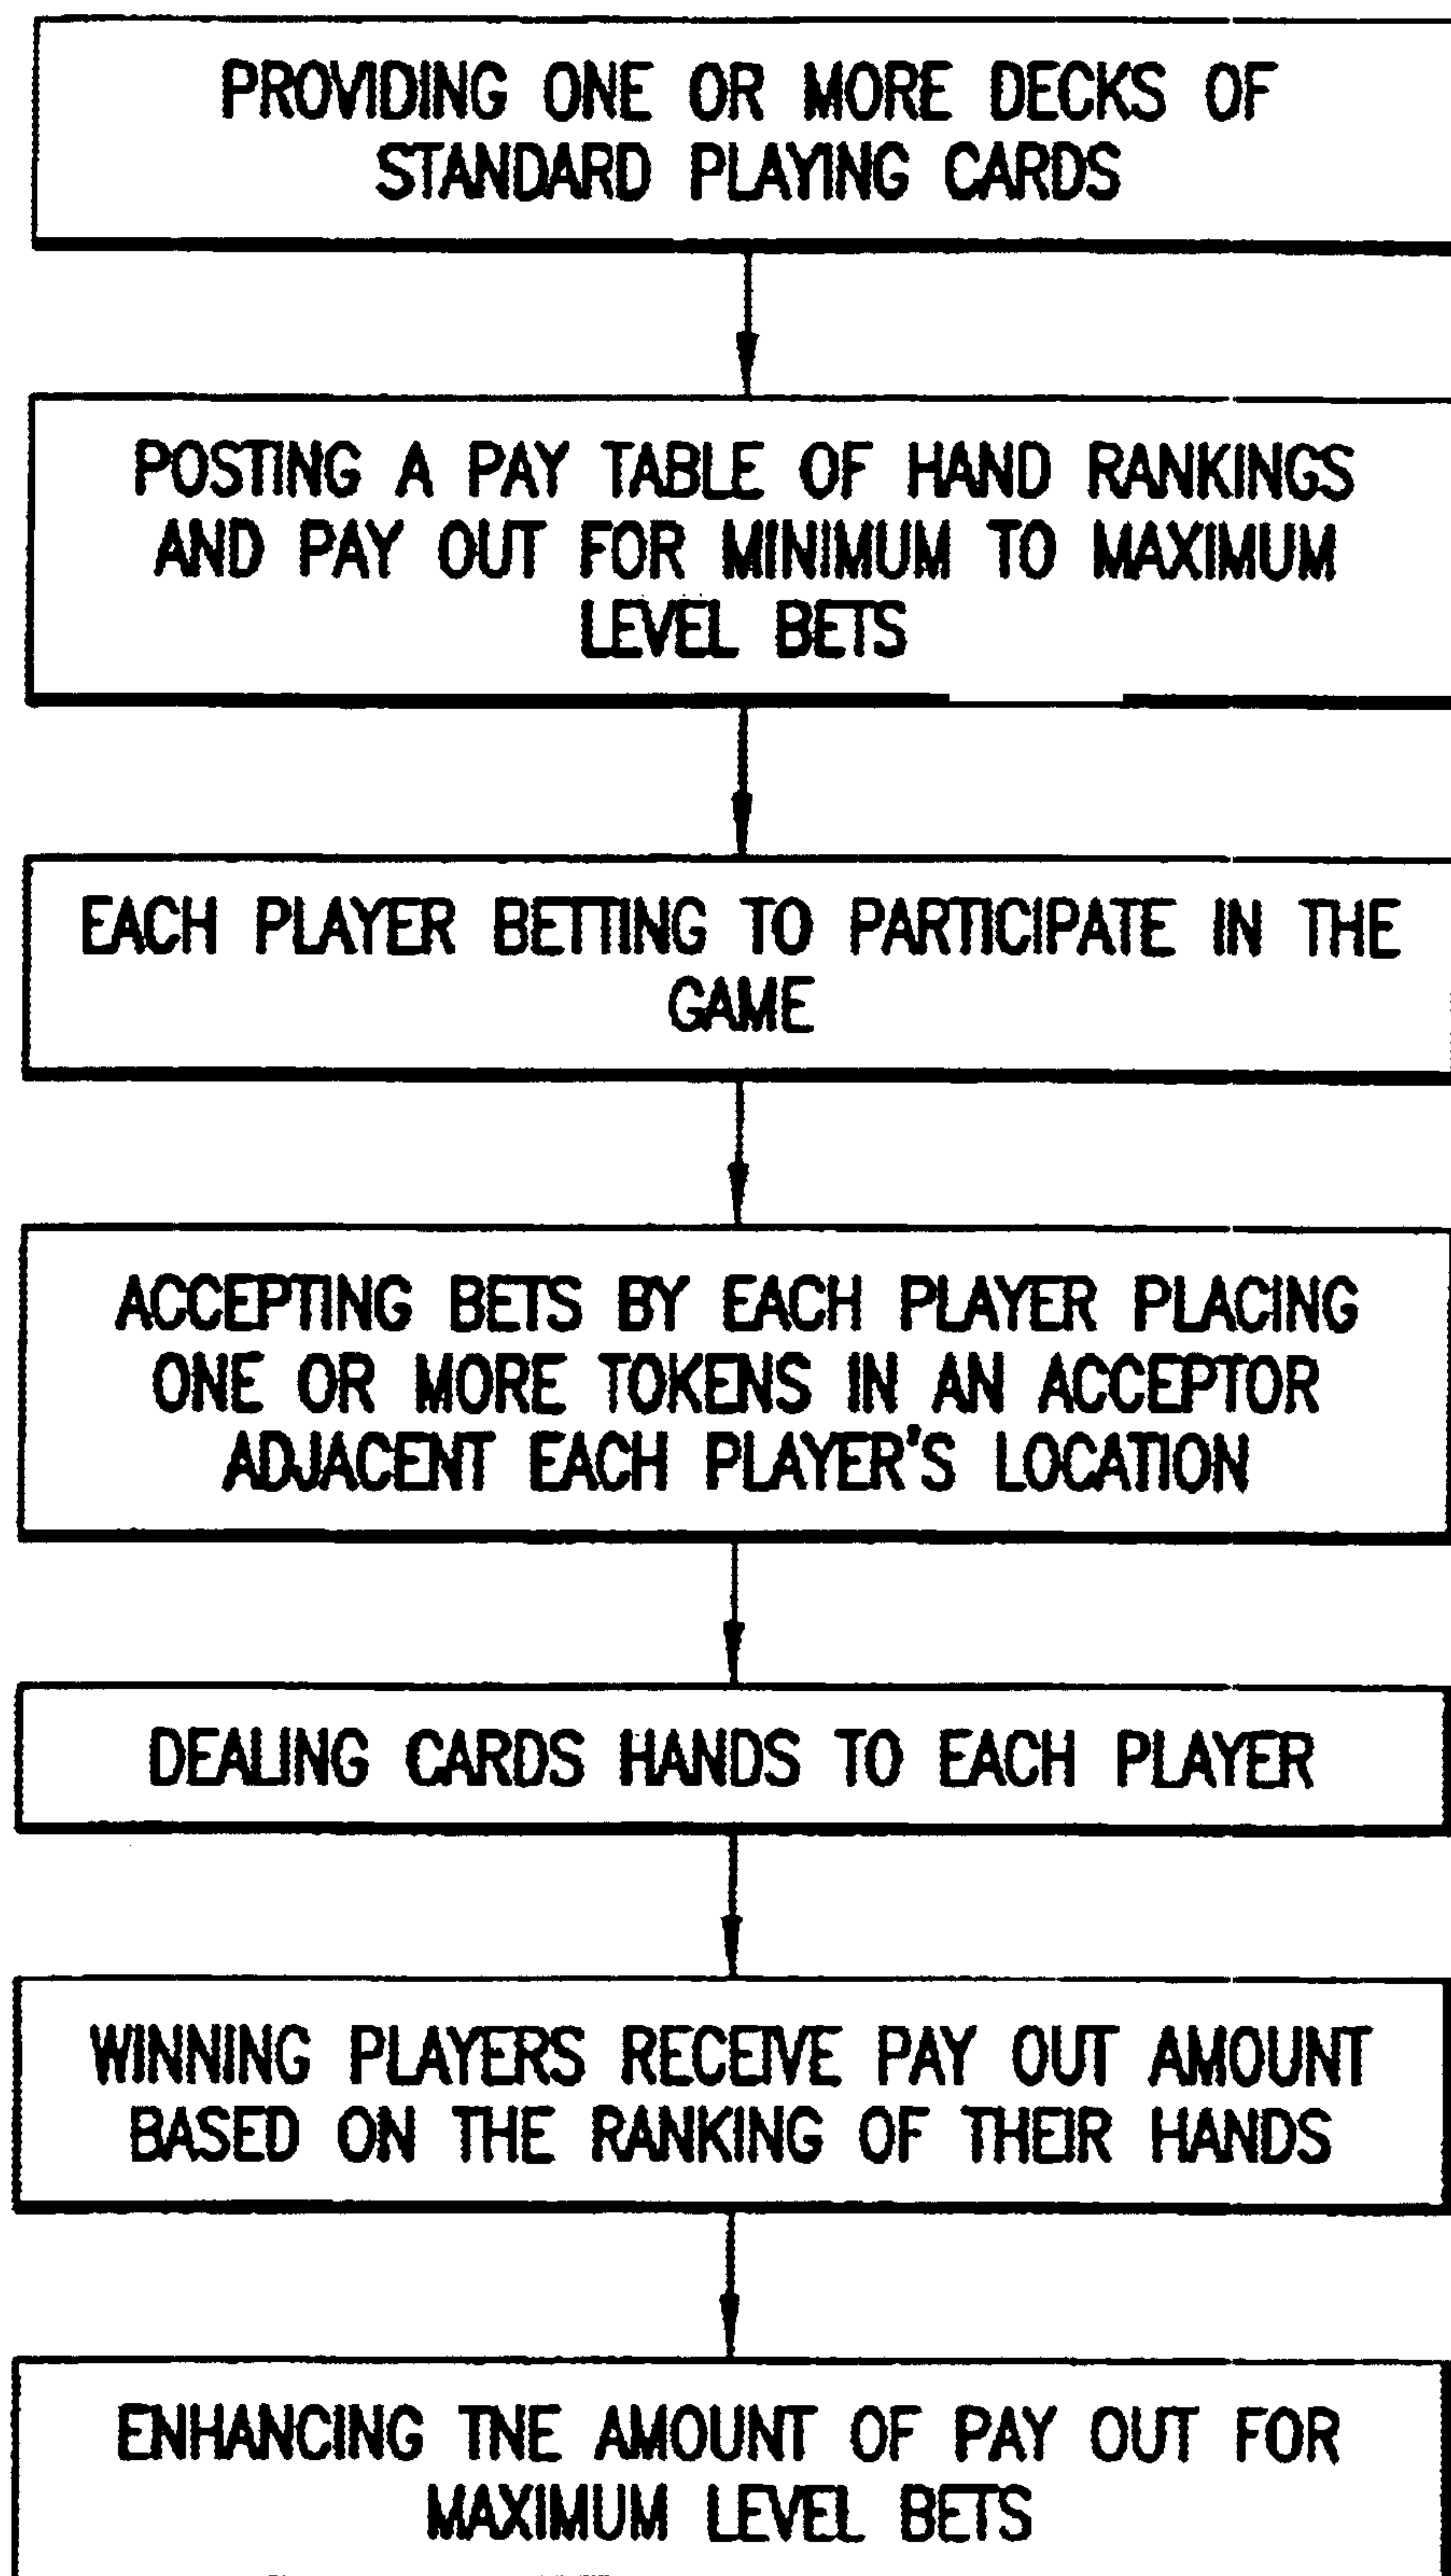 PROVIDING ONE OR MORE DECKS OF
STANDARD PLAYING CARDS
POSTING A PAY TABLE OF HAND RANKINGS
AND PAY OUT FOR MINIMUM TO MAXIMUM
LEVEL BETS
EACH PLAYER BETTING TO PARTICIPATE IN THE
GAME
ACCEPTING BETS BY EACH PLAYER PLACING
ONE OR MORE TOKENS IN AN ACCEPTOR
ADJACENT EACH PLAYER'S LOCATION
DEALING CARDS HANDS TO EACH PLAYER
WINNING PLAYERS RECEIVE PAY OUT AMOUNT
BASED ON THE RANKING OF THEIR HANDS
ENHANCING TNE AMOUNT OF PAY OUT FOR
MAXIMUM LEVEL BETS